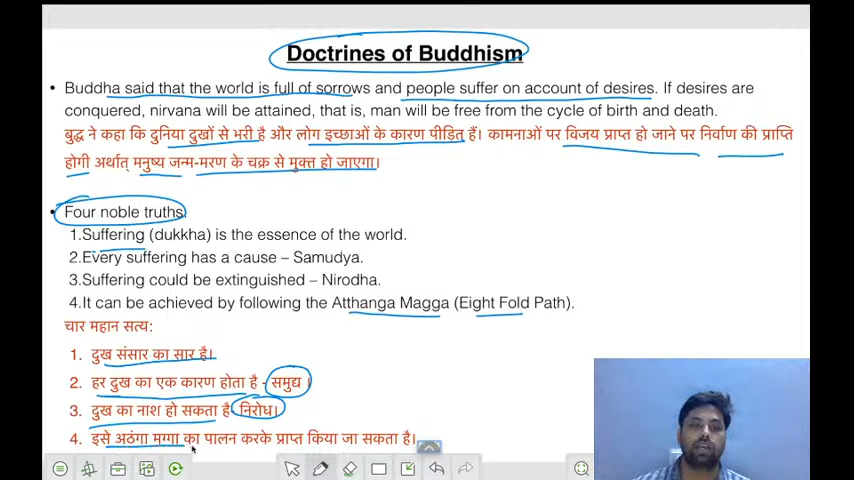 Doctrines of Buddhism
• Buddha said that the world is full of sorrows and people suffer on account of desires. If desires are
conquered, nirvana will be attained, that is, man will be free from the cycle of birth and death.
बुद्ध ने कहा कि दुनिया दुखों से भरी है और लोग इच्छाओं के कारण पीड़ित हैं। कामनाओं पर विजय प्राप्त हो जाने पर निर्वाण की प्राप्ति
होगी अर्थात् मनुष्य जन्म-मरण के चक्र से मुक्त हो जाएगा।
• Four noble truths:
1.Suffering (dukkha) is the essence of the world.
2.Every suffering has a cause – Samudya.
3.Suffering could be extinguished – Nirodha.
4.It can be achieved by following the Atthanga Magga (Eight Fold Path).
चार महान सत्य:
1. दुख संसार का सार है।
2. हर दुख का एक कारण होता है - समुद्य ।
3. दुख का नाश हो सकता है- निरोध।
4. इसे अठंगा मग्गा का पालन करके प्राप्त किया जा सकता है।